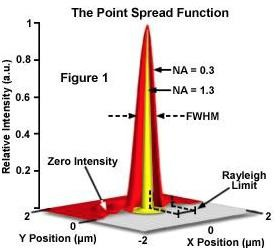 The Point Spread Function
1
Relative Intensity (a.u.)
0.8
0.6
0.4
0.2
Figure 1
NA = 0.3
NA = 1.3
FWHM
Zero Intensity
Rayleigh
Limit
2
0
-2
0
2
Y Position (µm)
X Position (µm)